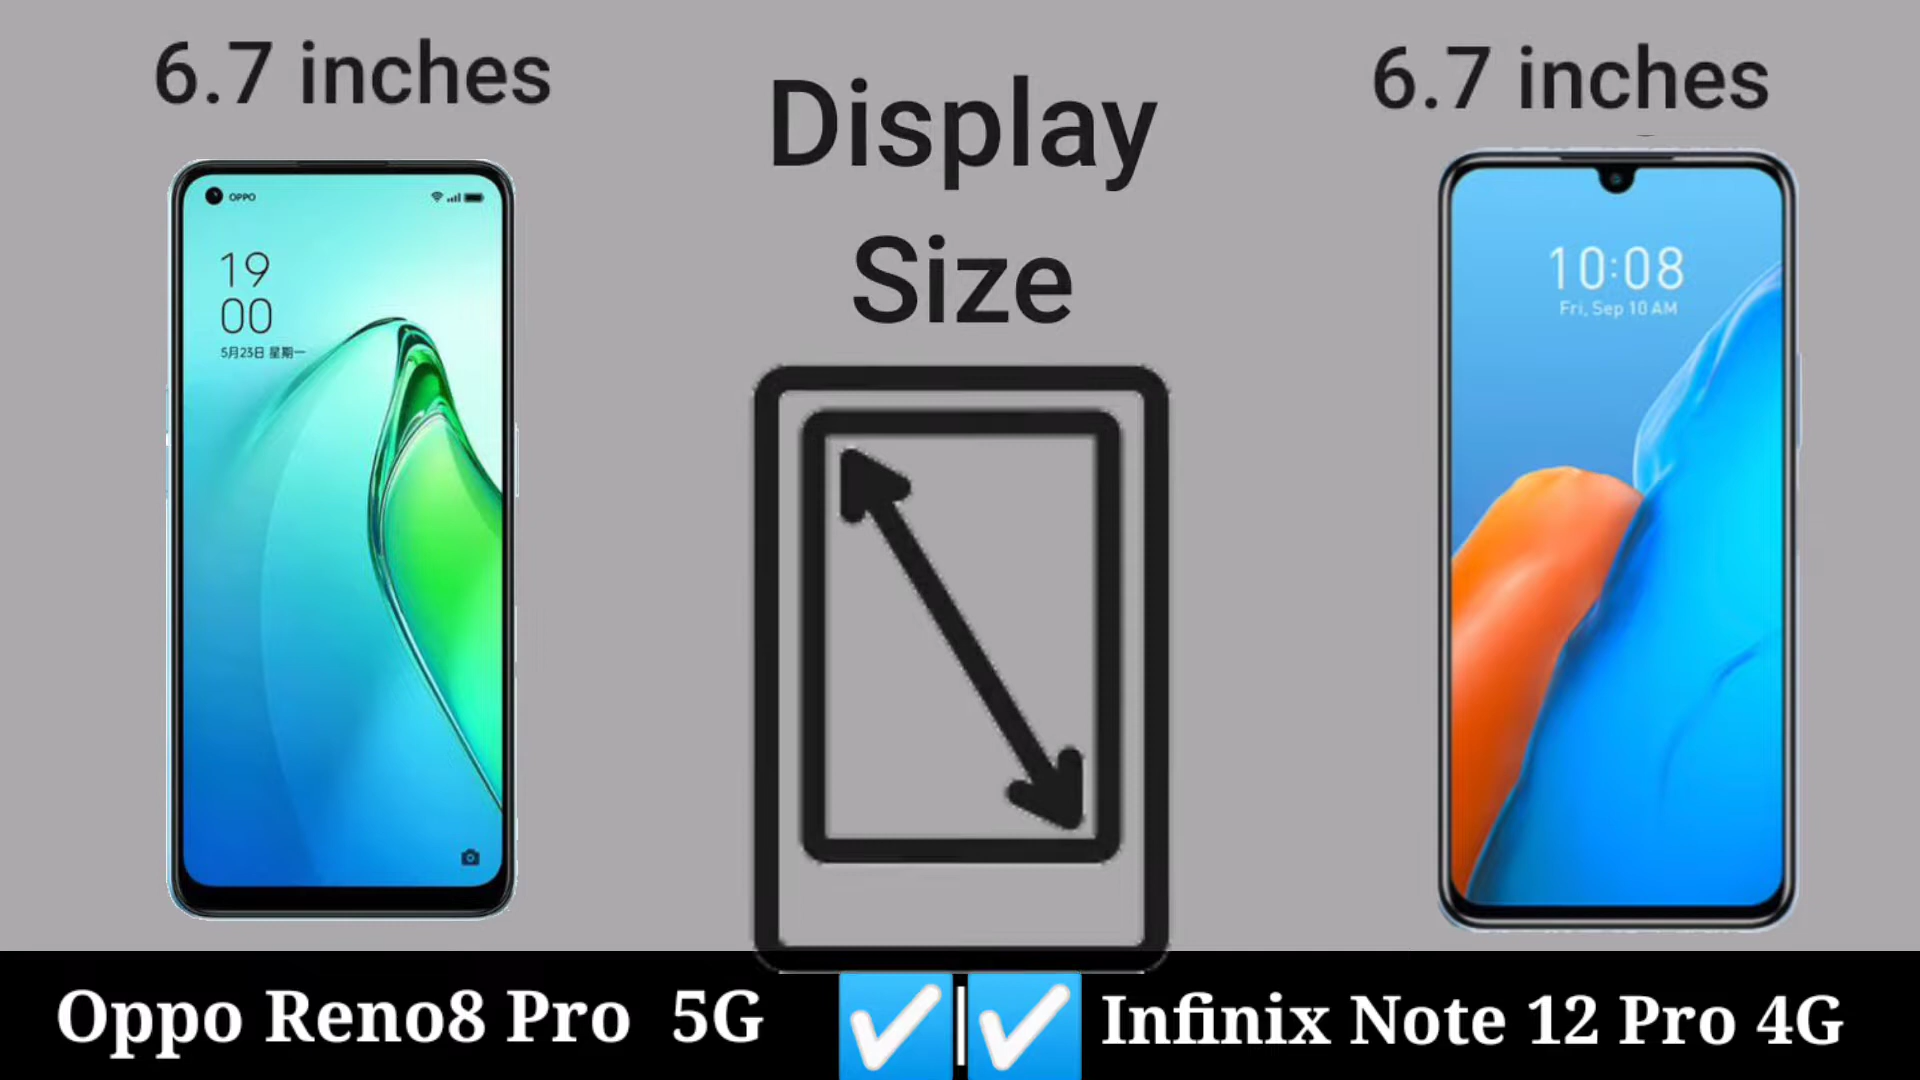 6.7 inches
Display
Size
6.7 inches
OPPO
19
00
5月23日 星期一
10:08
Fri, Sep 10 AM
Oppo Reno8 Pro 5G
Infinix Note 12 Pro 4G